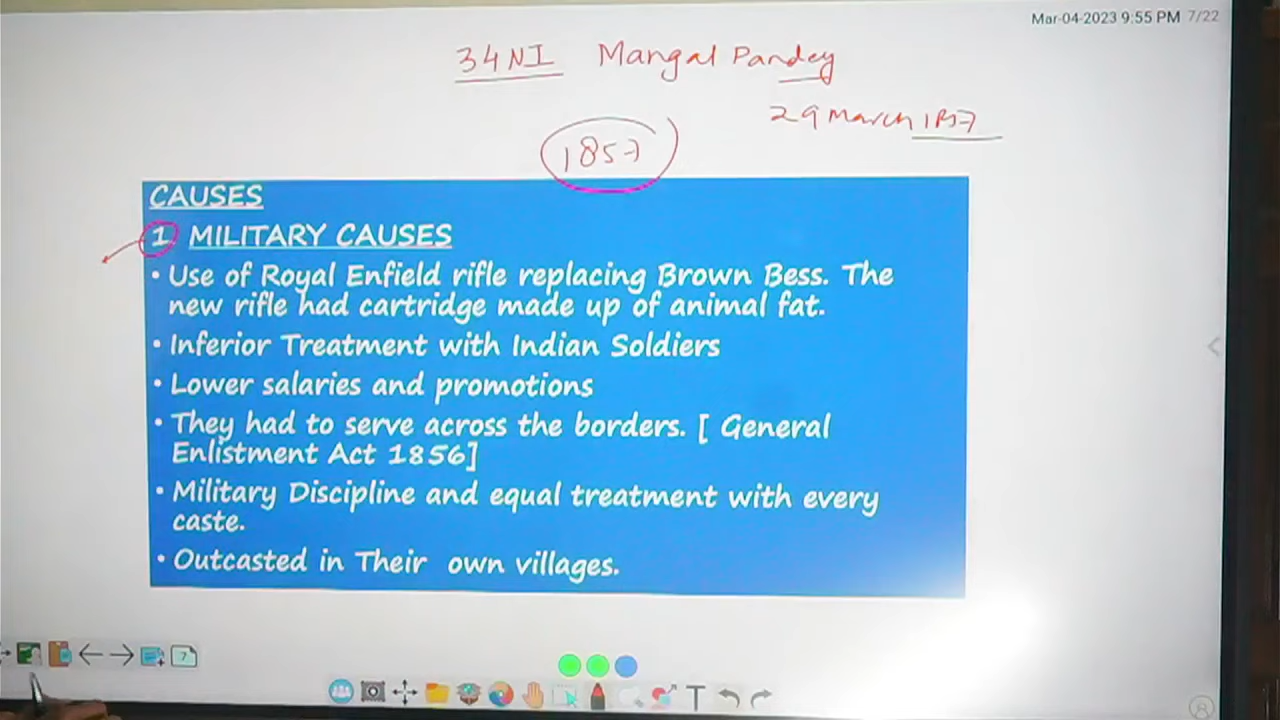 Mar-04-2023 9:55 PM 7/22
34NI Mangal Pandey
29 March 1857
1857
CAUSES
1 MILITARY CAUSES
• Use of Royal Enfield rifle replacing Brown Bess. The
new rifle had cartridge made up of animal fat.
• Inferior Treatment with Indian Soldiers
• Lower salaries and promotions
• They had to serve across the borders. [ General
Enlistment Act 1856]
• Military Discipline and equal treatment with every
caste.
• Outcasted in Their own villages.
7
T